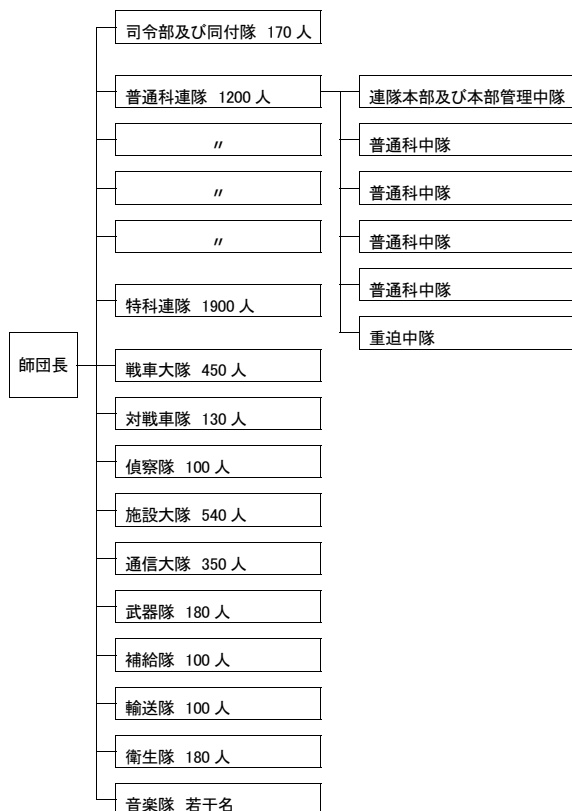 司令部及び同付隊 170 人
普通科連隊 1200 人
連隊本部及び本部管理中隊
〃
普通科中隊
〃
普通科中隊
〃
普通科中隊
特科連隊 1900 人
普通科中隊
重迫中隊
師団長
戦車大隊 450 人
対戦車隊 130 人
偵察隊 100 人
施設大隊 540 人
通信大隊 350 人
武器隊 180 人
補給隊 100 人
輸送隊 100 人
衛生隊 180 人
音楽隊 若干名